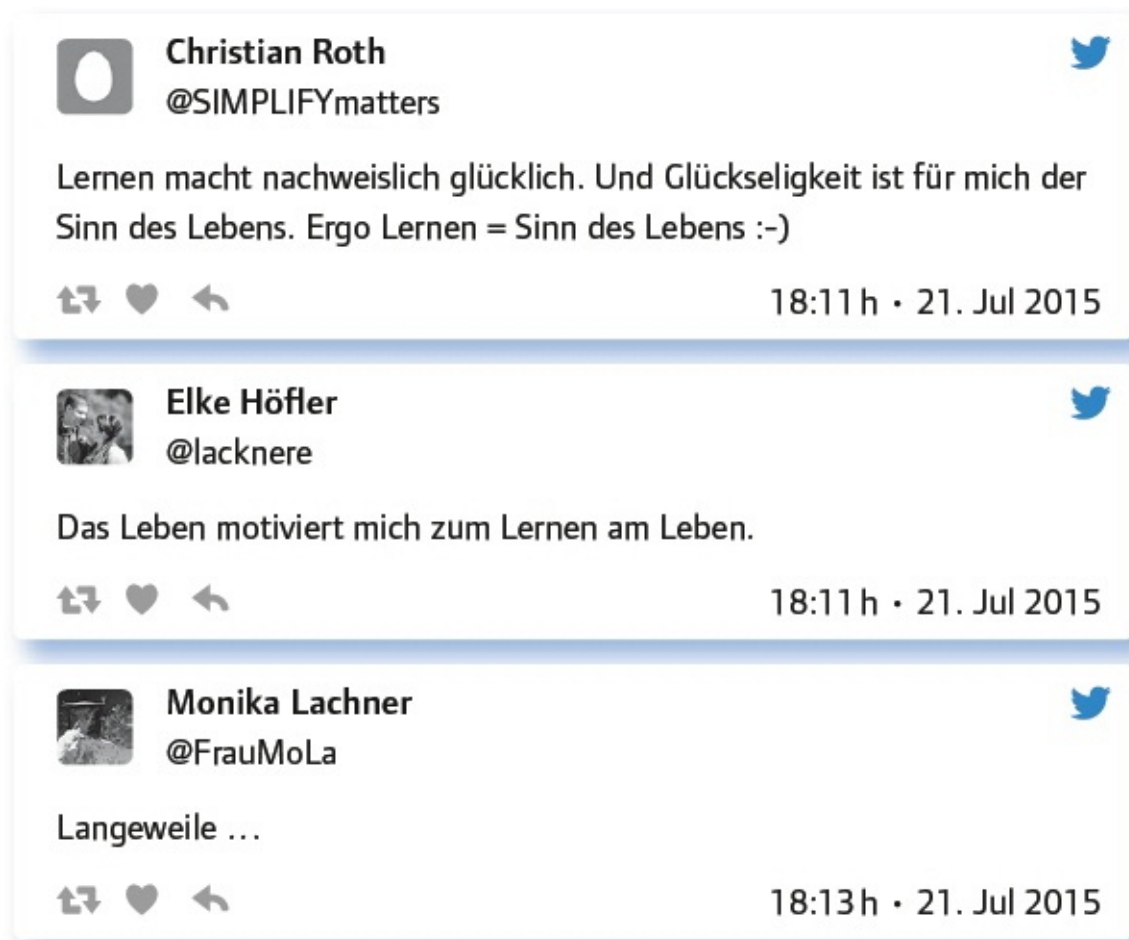 Christian Roth
@SIMPLIFYmatters
Lernen macht nachweislich glücklich. Und Glückseligkeit ist für mich der
Sinn des Lebens. Ergo Lernen = Sinn des Lebens :-)
18:11 h • 21. Jul 2015
Elke Höfler
@lacknere
Das Leben motiviert mich zum Lernen am Leben.
18:11 h • 21. Jul 2015
Monika Lachner
@FrauMoLa
Langeweile …
18:13 h • 21. Jul 2015